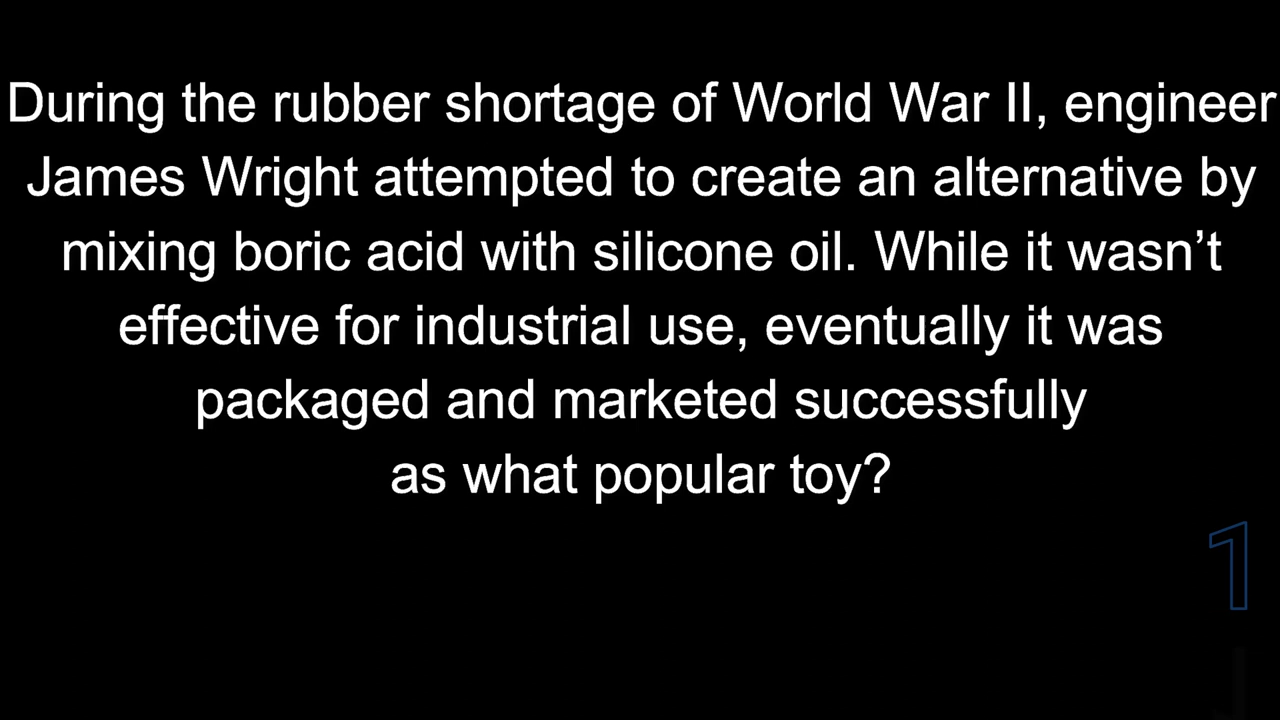 During the rubber shortage of World War II, engineer
James Wright attempted to create an alternative by
mixing boric acid with silicone oil. While it wasn’t
effective for industrial use, eventually it was
packaged and marketed successfully
as what popular toy?
1